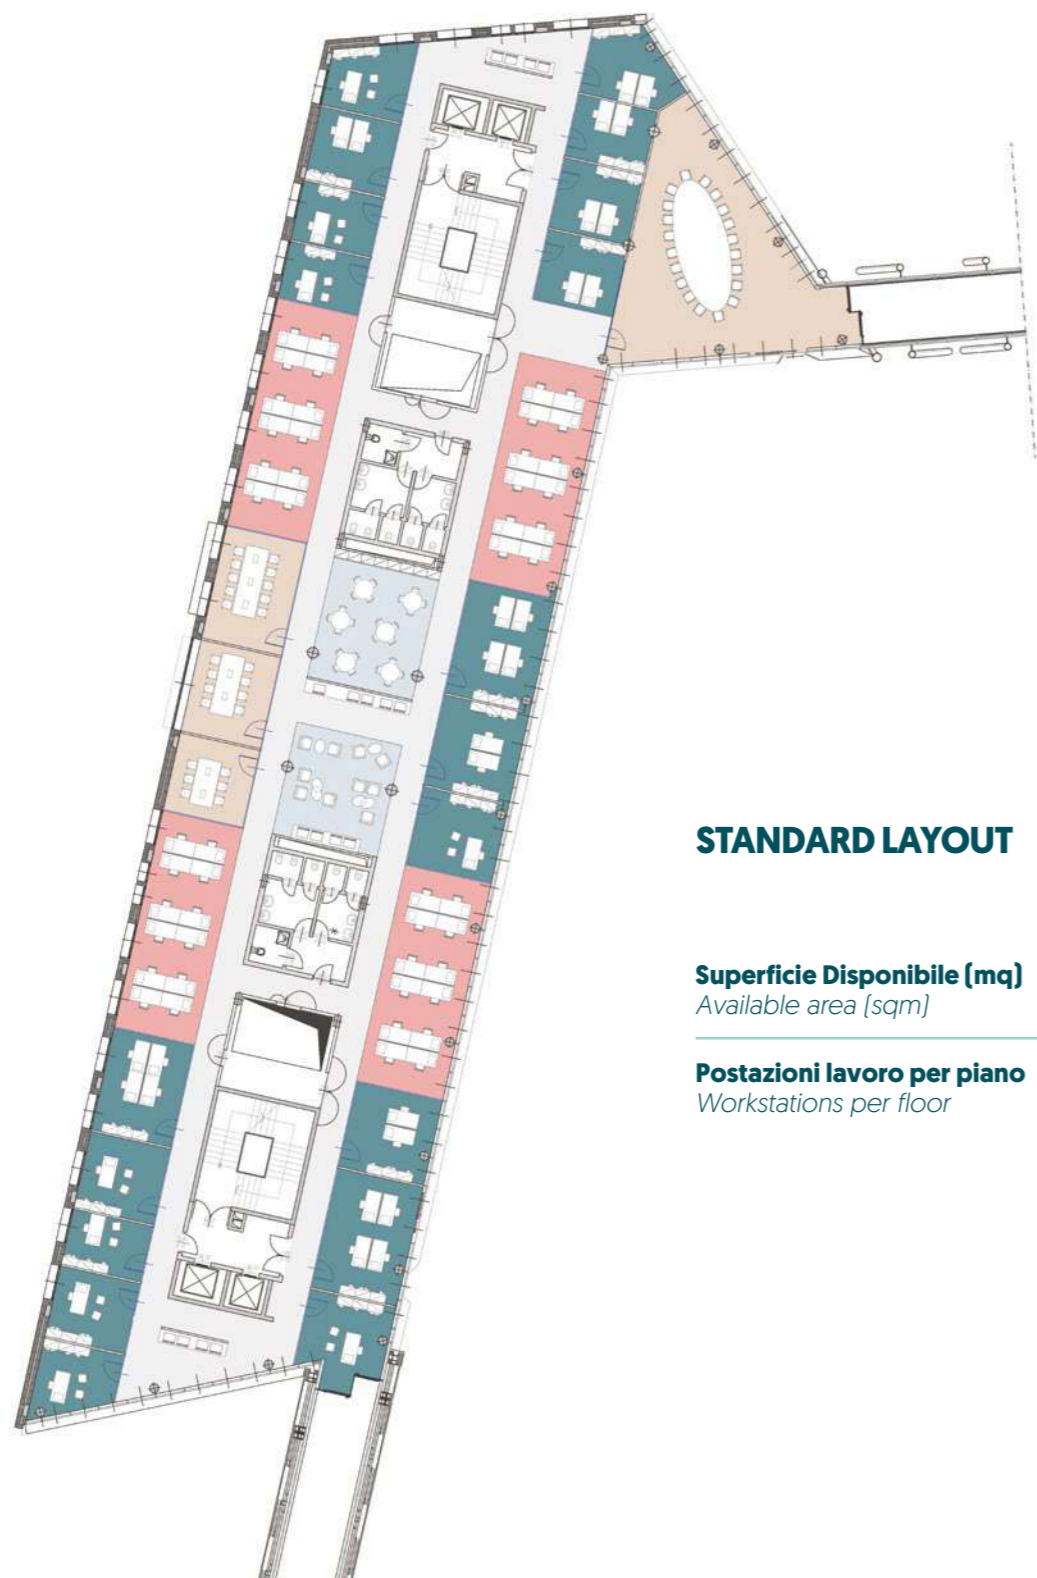 STANDARD LAYOUT
Superficie Disponibile (mq)
Available area (sqm)
Postazioni lavoro per piano
Workstations per floor